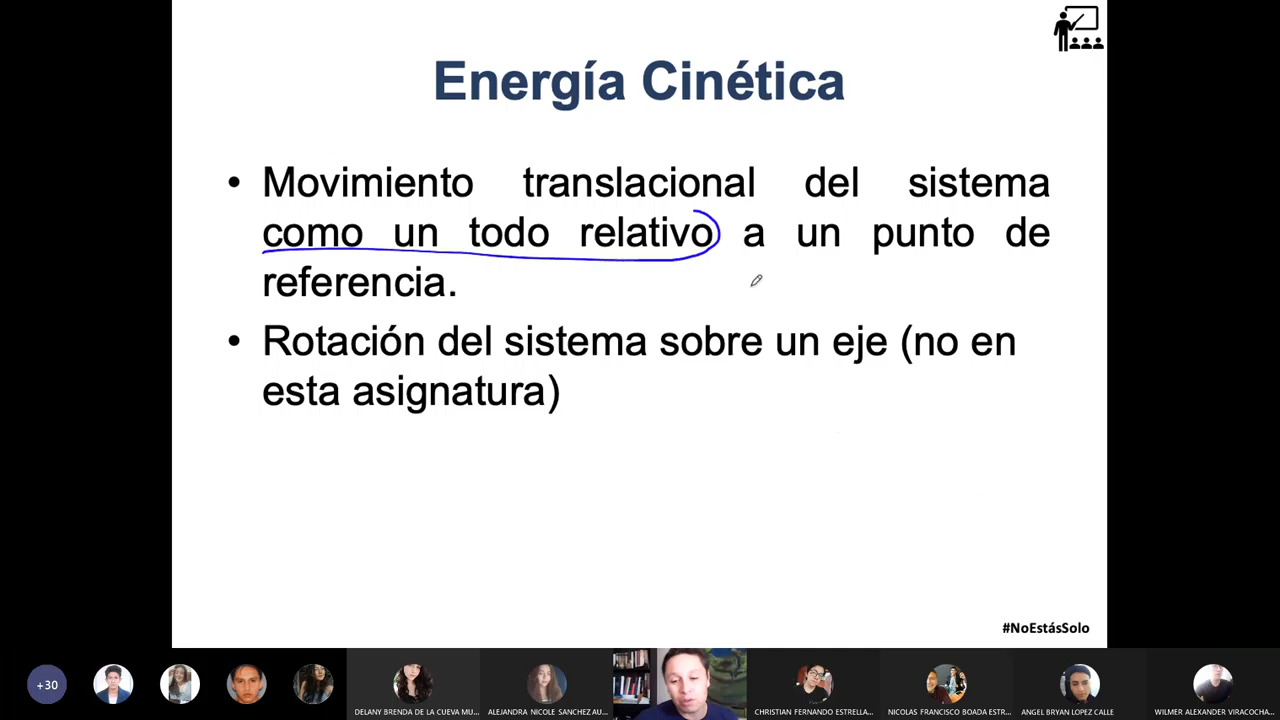 Energía Cinética
• Movimiento translacional del sistema
como un todo relativo a un punto de
referencia.
• Rotación del sistema sobre un eje (no en
esta asignatura)
#NoEstásSolo
+30
DELANY BRENDA DE LA CUEVA MU...
ALEJANDRA NICOLE SANCHEZ AU...
CHRISTIAN FERNANDO ESTRELLA...
NICOLAS FRANCISCO BOADA ESTR...
ANGEL BRYAN LOPEZ CALLE
WILMER ALEXANDER VIRACOCHA...